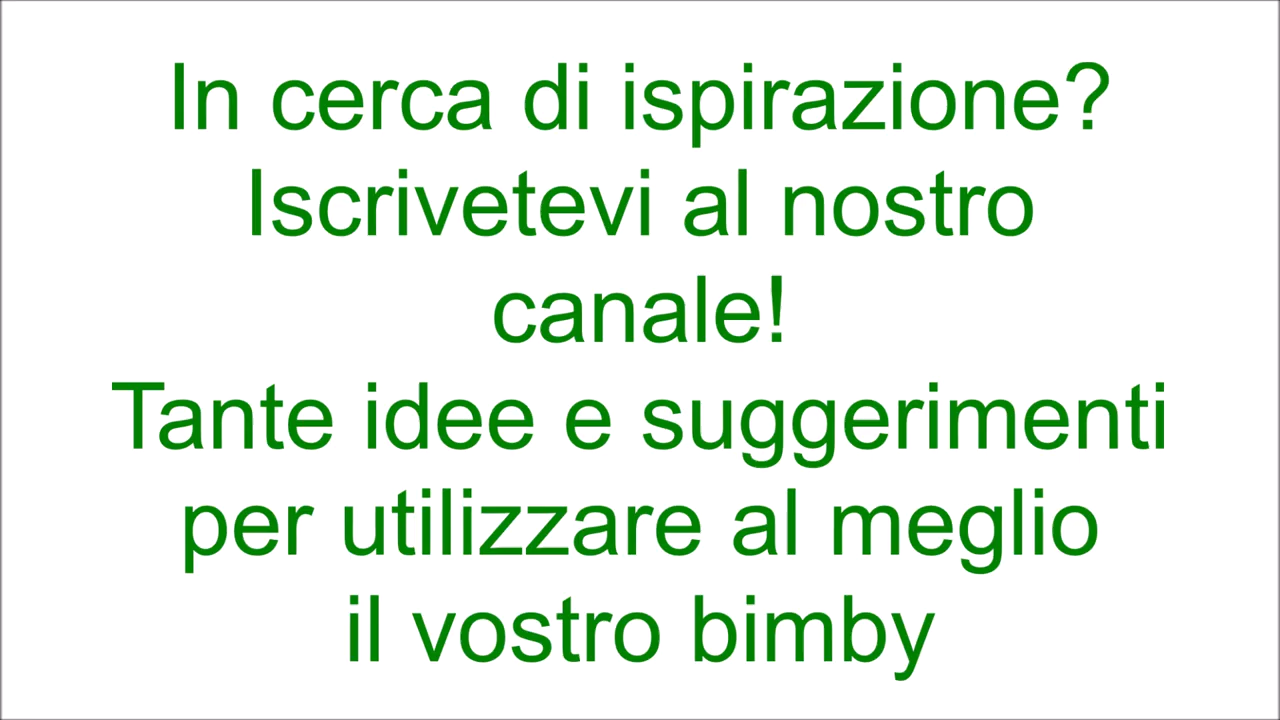 In cerca di ispirazione?
Iscrivetevi al nostro
canale!
Tante idee e suggerimenti
per utilizzare al meglio
il vostro bimby